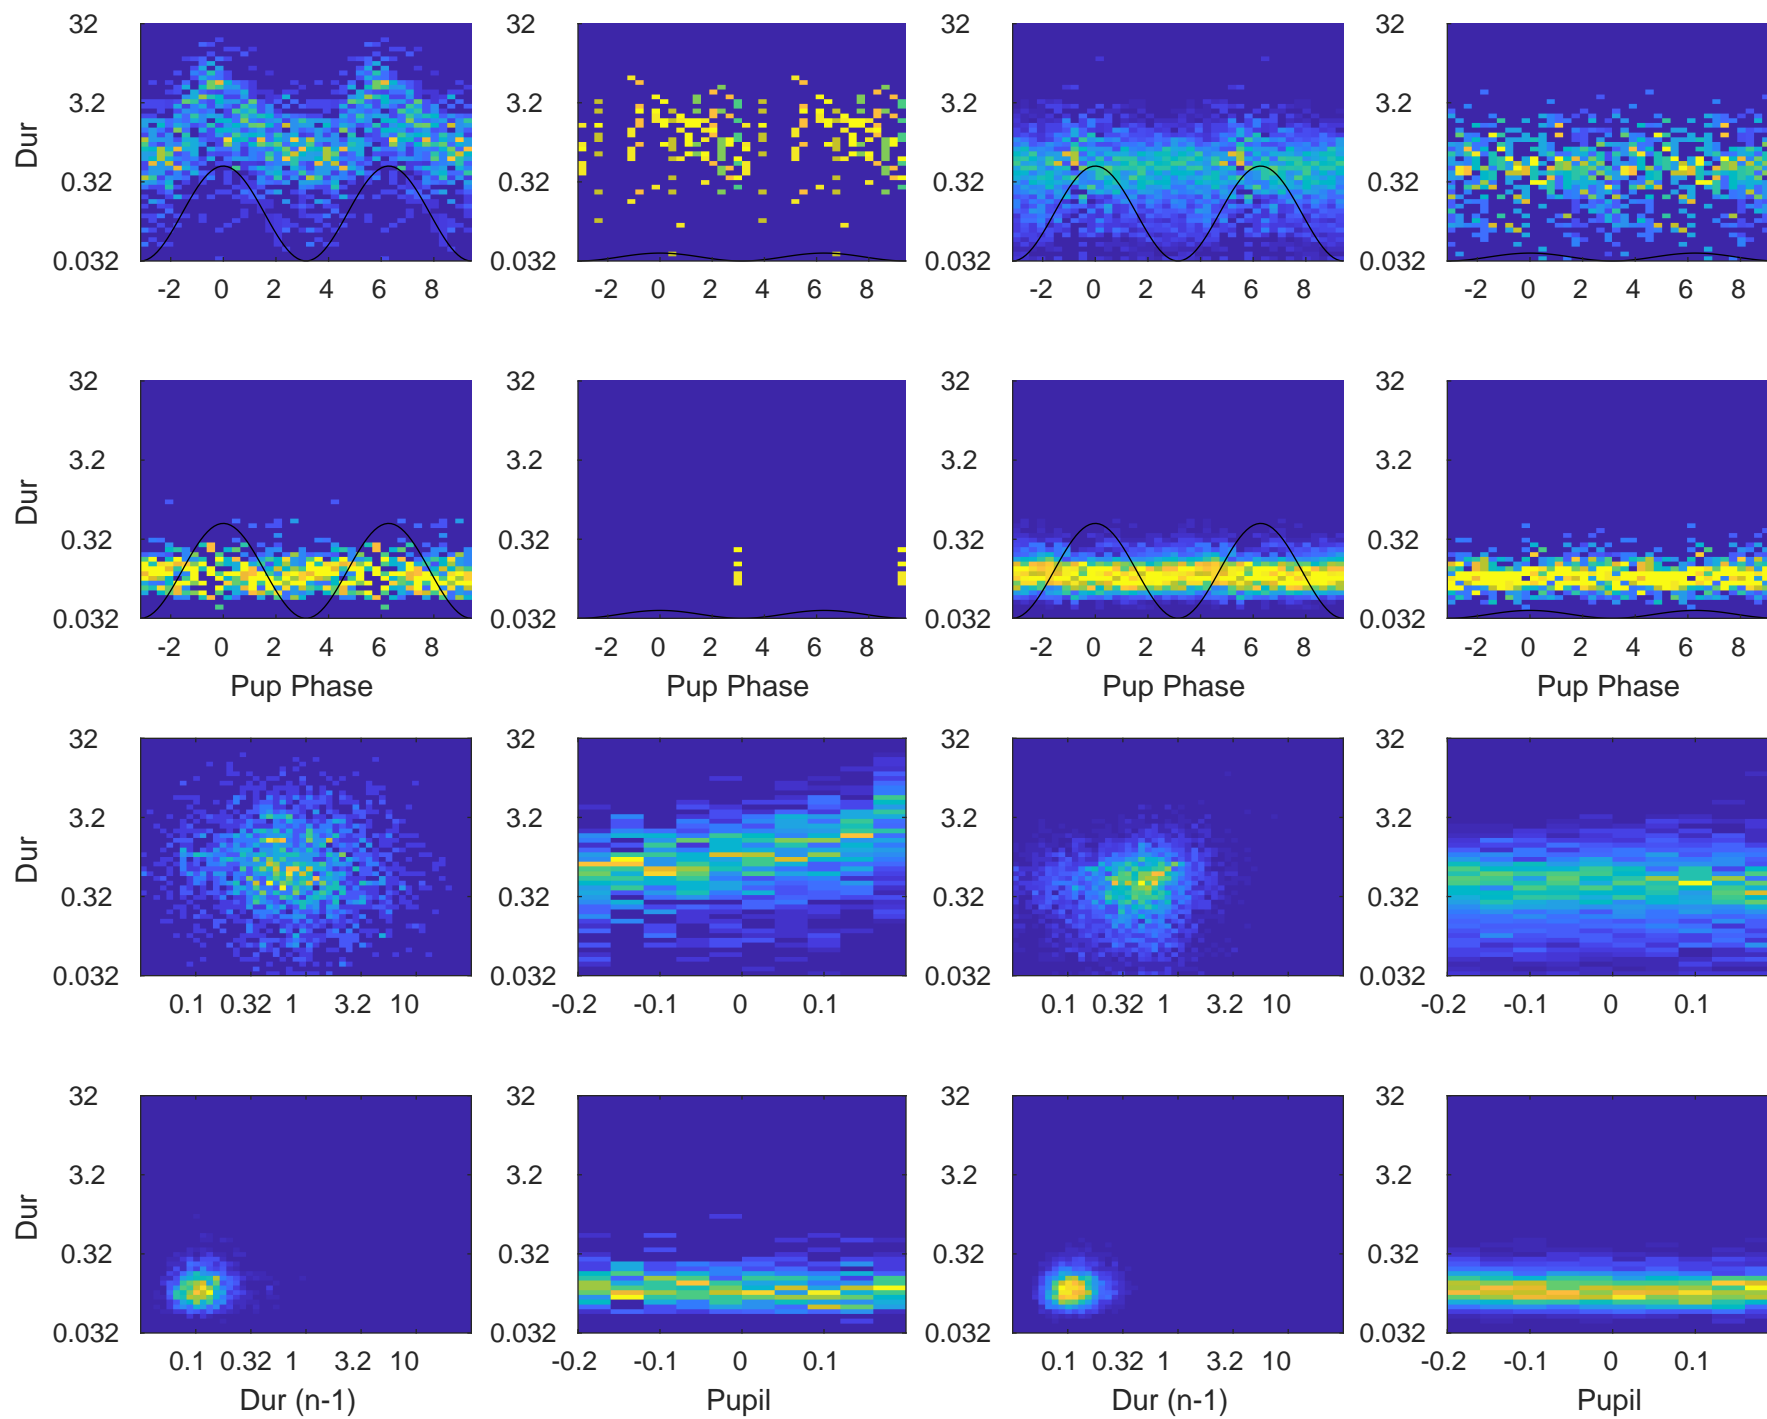 32 32 32 32
3.2 3.2 3.2 3.2
Dur
0.32 0.32 0.32 0.32
0.032 0.032 0.032 0.032
-2 0 2 4 6 8 -2 0 2 4 6 8 -2 0 2 4 6 8 -2 0 2 4 6 8
32 32 32 32
3.2 3.2 3.2 3.2
Dur
0.32 0.32 0.32 0.32
0.032 0.032 0.032 0.032
-2 0 2 4 6 8 -2 0 2 4 6 8 -2 0 2 4 6 8 -2 0 2 4 6 8
Pup Phase Pup Phase Pup Phase Pup Phase
32 32 32 32
3.2 3.2 3.2 3.2
Dur
0.32 0.32 0.32 0.32
0.032 0.032 0.032 0.032
0.1 0.32 1 3.2 10 -0.2 -0.1 0 0.1 0.1 0.32 1 3.2 10 -0.2 -0.1 0 0.1
32 32 32 32
3.2 3.2 3.2 3.2
Dur
0.32 0.32 0.32 0.32
0.032 0.032 0.032 0.032
0.1 0.32 1 3.2 10 -0.2 -0.1 0 0.1 0.1 0.32 1 3.2 10 -0.2 -0.1 0 0.1
Dur (n-1) Pupil Dur (n-1) Pupil